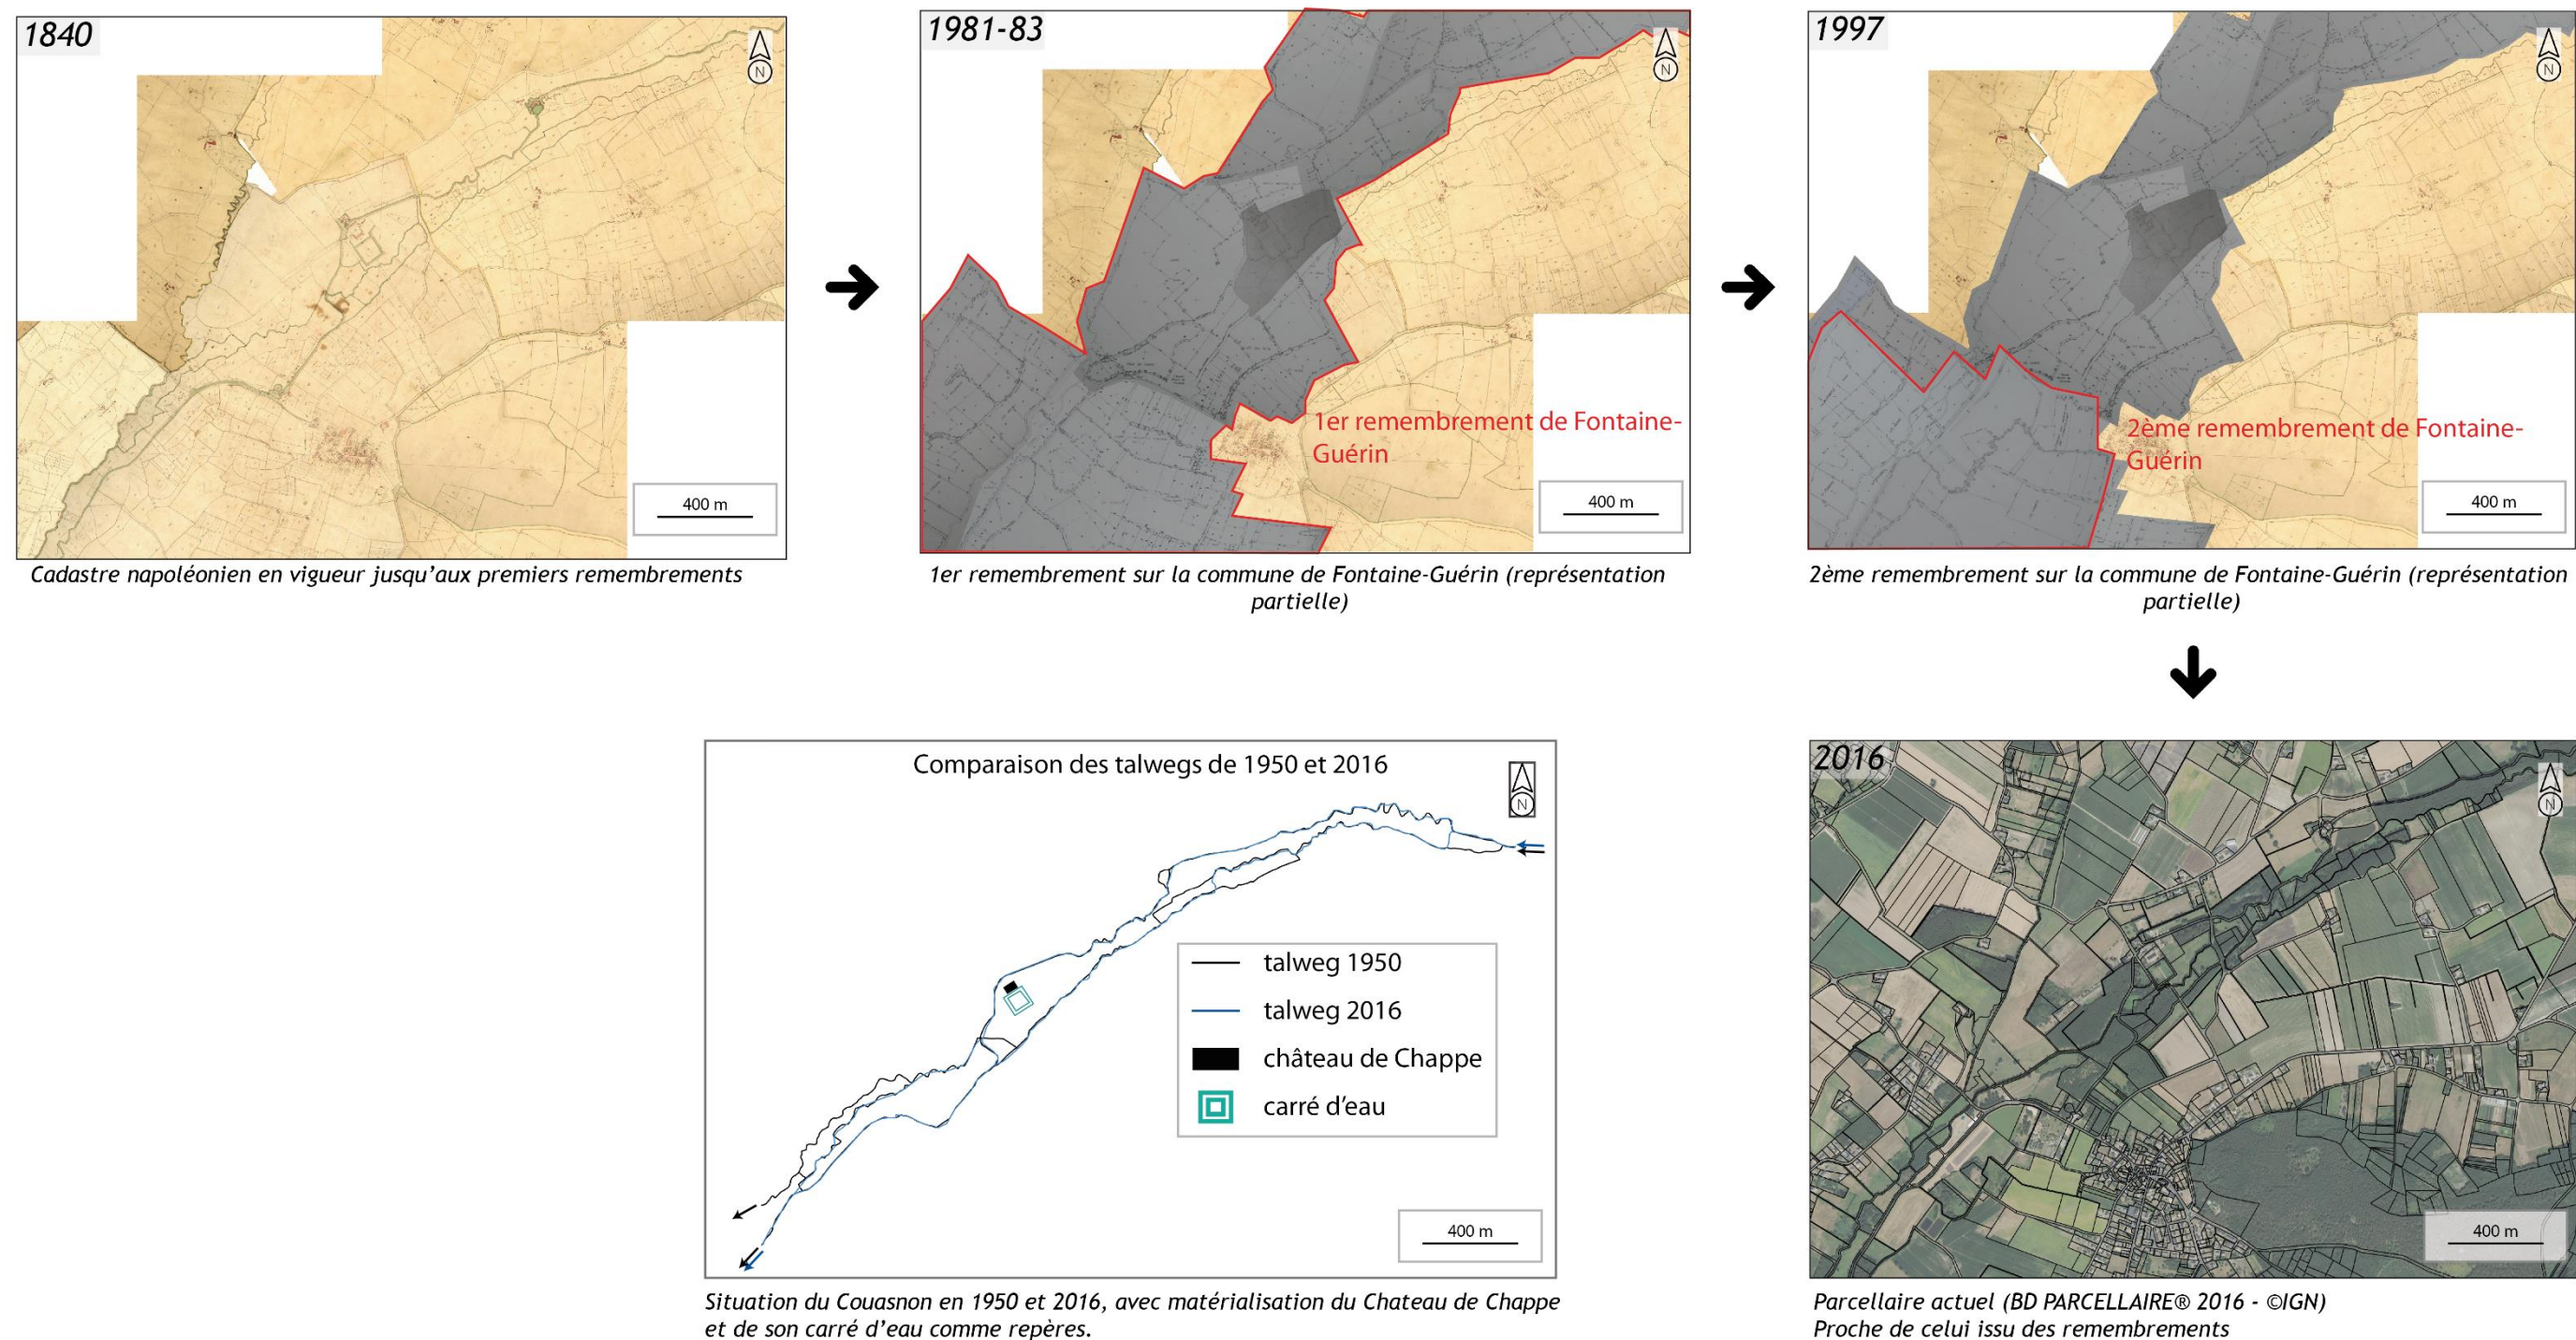 1840
N
400 m
Cadastre napoléonien en vigueur jusqu'aux premiers remembrements
1981-83
N
1er remembrement de Fontaine-
Guérin
400 m
1er remembrement sur la commune de Fontaine-Guérin (représentation
partielle)
1997
N
2ème remembrement de Fontaine-
Guérin
400 m
2ème remembrement sur la commune de Fontaine-Guérin (représentation
partielle)
Comparaison des talwegs de 1950 et 2016
N
talweg 1950
talweg 2016
château de Chappe
carré d'eau
400 m
Situation du Couasnon en 1950 et 2016, avec matérialisation du Chateau de Chappe
et de son carré d'eau comme repères.
2016
N
400 m
Parcellaire actuel (BD PARCELLAIRE® 2016 - ©IGN)
Proche de celui issu des remembrements